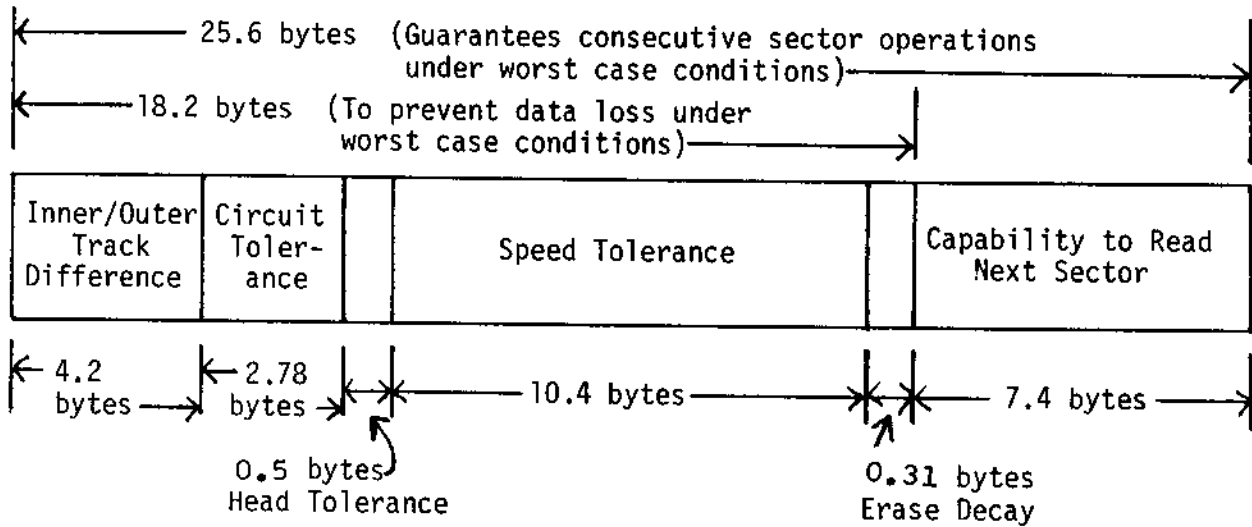 25.6 bytes (Guarantees consecutive sector operations
under worst case conditions)
18.2 bytes (To prevent data loss under
worst case conditions)
Inner/Outer
Track
Difference
Circuit
Toler-
ance
Speed Tolerance
Capability to Read
Next Sector
4.2
bytes
2.78
bytes
10.4 bytes
7.4 bytes
0.5 bytes
Head Tolerance
0.31 bytes
Erase Decay